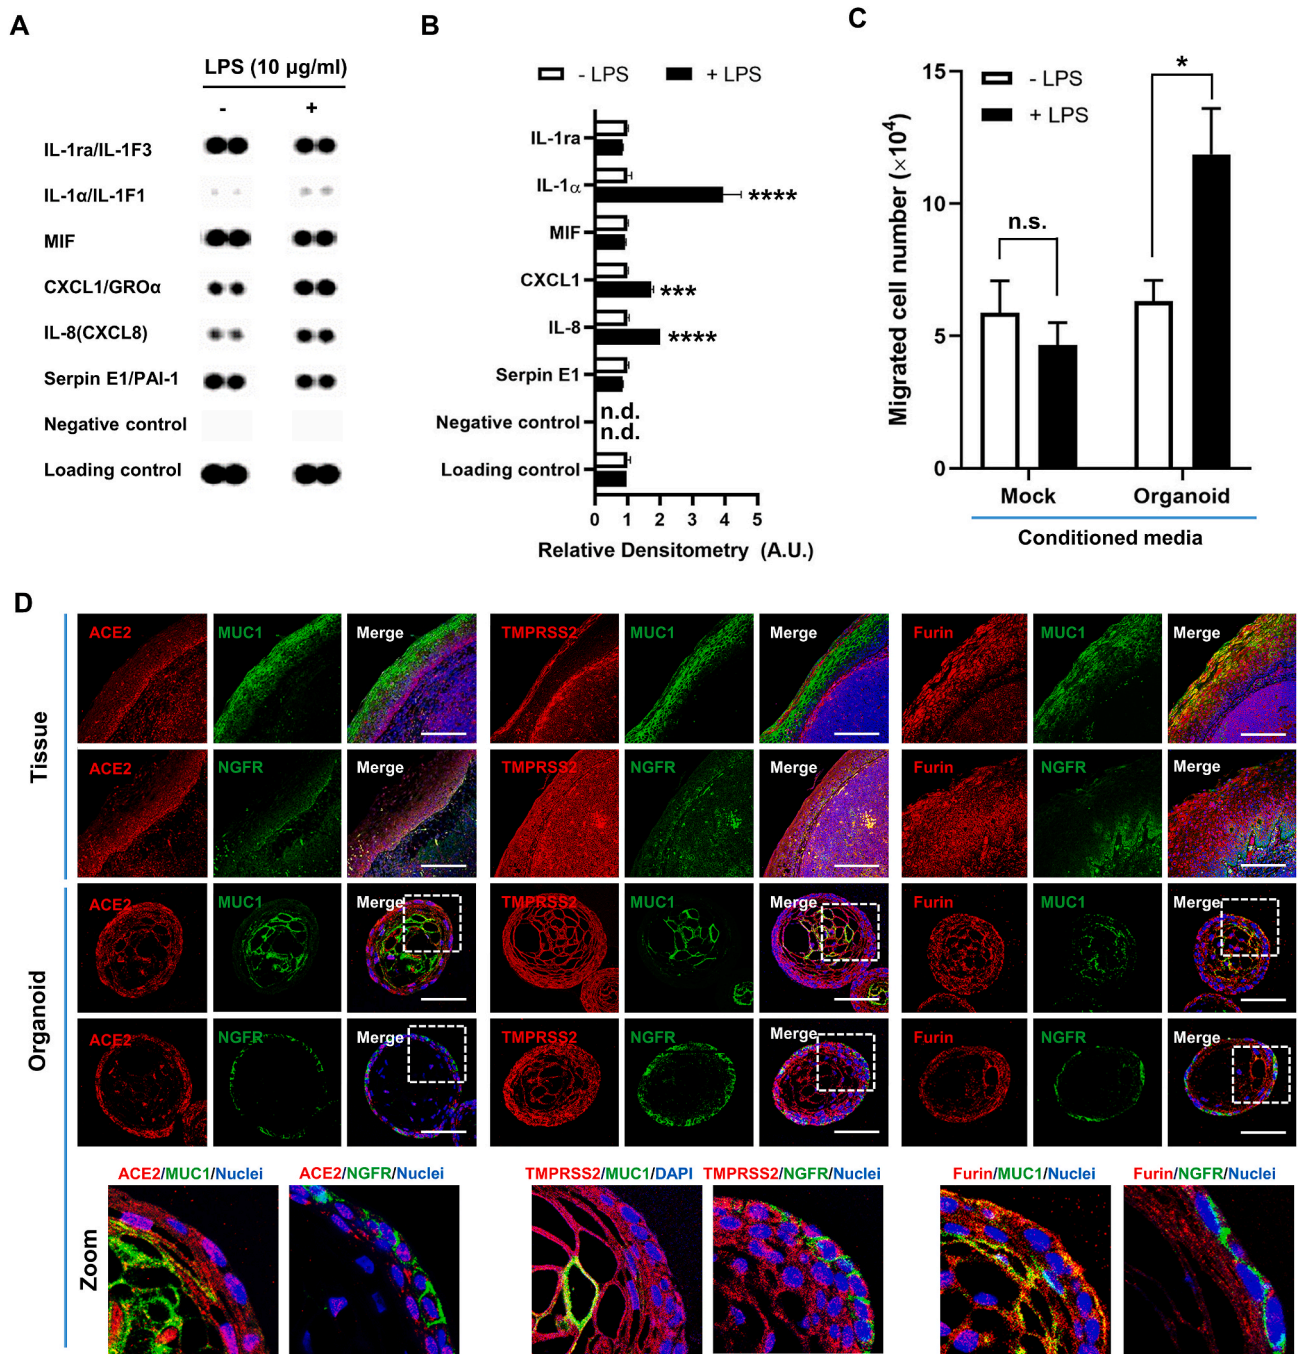 A
LPS (10 µg/ml)
- +
IL-1ra/IL-1F3
IL-1α/IL-1F1
MIF
CXCL1/GROα
IL-8(CXCL8)
Serpin E1/PAI-1
Negative control
Loading control
B
- LPS + LPS
IL-1ra
IL-1α ****
MIF
CXCL1 ***
IL-8 ****
Serpin E1
Negative control n.d.
n.d.
Loading control
0 1 2 3 4 5
Relative Densitometry (A.U.)
C
Migrated cell number (×10⁴)
15
10
5
0
- LPS
+ LPS
n.s.
*
Mock Organoid
Conditioned media
D
Tissue
ACE2 MUC1 Merge TMPRSS2 MUC1 Merge Furin MUC1 Merge
ACE2 NGFR Merge TMPRSS2 NGFR Merge Furin NGFR Merge
Organoid
ACE2 MUC1 Merge TMPRSS2 MUC1 Merge Furin MUC1 Merge
ACE2 NGFR Merge TMPRSS2 NGFR Merge Furin NGFR Merge
Zoom
ACE2/MUC1/Nuclei ACE2/NGFR/Nuclei TMPRSS2/MUC1/DAPI TMPRSS2/NGFR/Nuclei Furin/MUC1/Nuclei Furin/NGFR/Nuclei